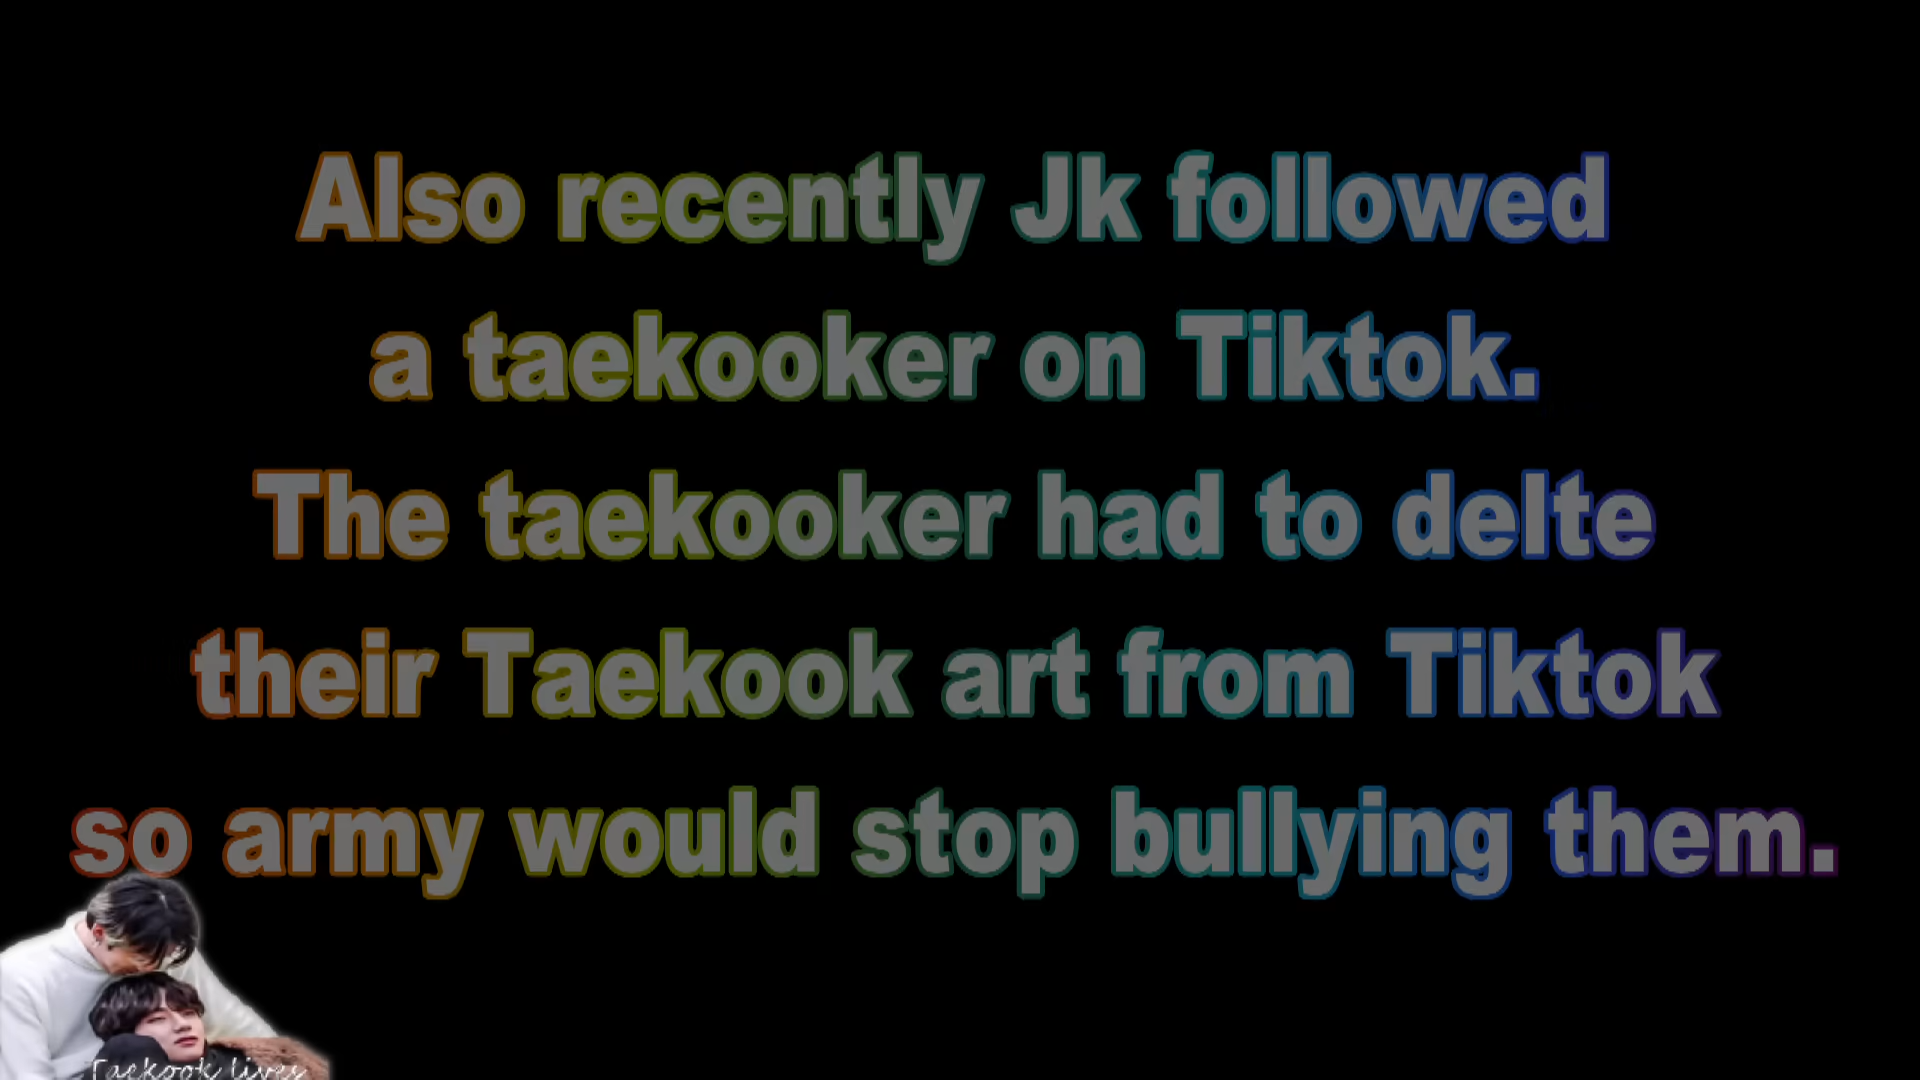 Also recently Jk followed
a taekooker on Tiktok.
The taekooker had to delte
their Taekook art from Tiktok
so army would stop bullying them.
Taekook lives